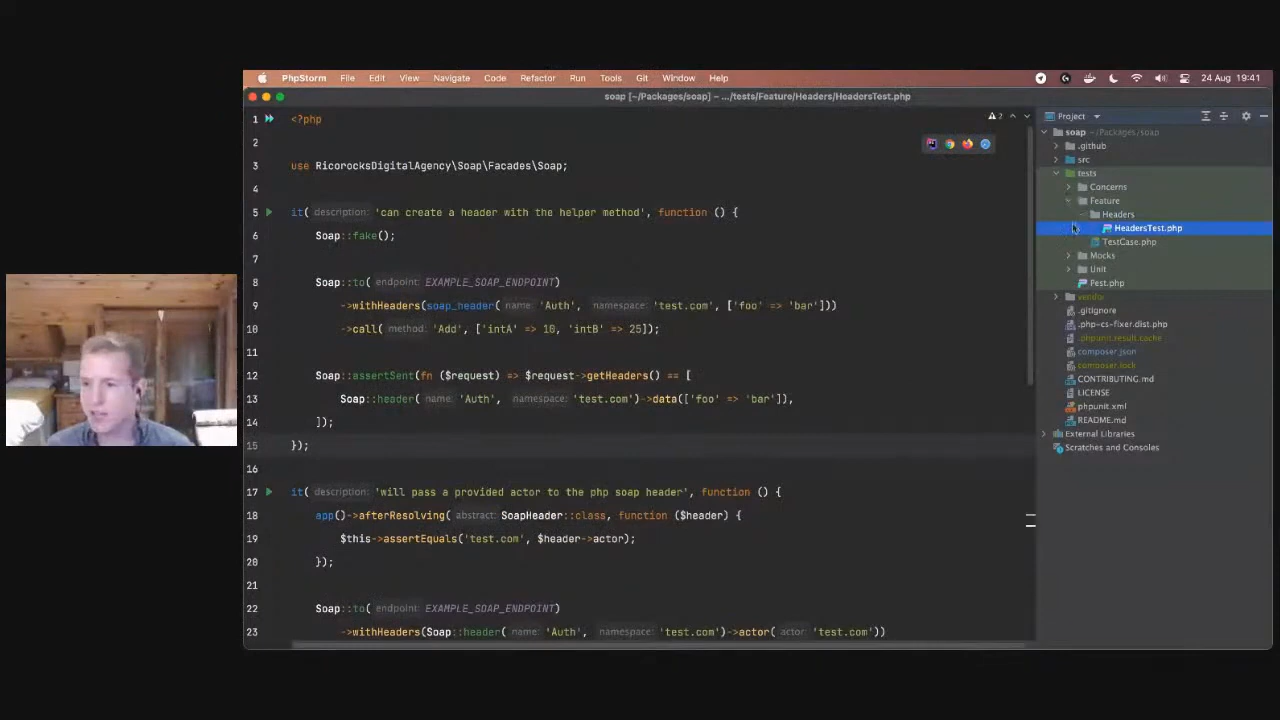 PhpStorm File Edit View Navigate Code Refactor Run Tools Git Window Help 24 Aug 19:41
soap [~/Packages/soap] – .../tests/Feature/Headers/HeadersTest.php
1 <?php
2
3 use RicorocksDigitalAgency\Soap\Facades\Soap;
4
5 it( description: 'can create a header with the helper method', function () {
6 Soap::fake();
7
8 Soap::to( endpoint: EXAMPLE_SOAP_ENDPOINT)
9 ->withHeaders(soap_header( name: 'Auth', namespace: 'test.com', ['foo' => 'bar']))
10 ->call( method: 'Add', ['intA' => 10, 'intB' => 25]);
11
12 Soap::assertSent(fn ($request) => $request->getHeaders() == [
13 Soap::header( name: 'Auth', namespace: 'test.com')->data(['foo' => 'bar']),
14 ]);
15 });
16
17 it( description: 'will pass a provided actor to the php soap header', function () {
18 app()->afterResolving( abstract: SoapHeader::class, function ($header) {
19 $this->assertEquals('test.com', $header->actor);
20 });
21
22 Soap::to( endpoint: EXAMPLE_SOAP_ENDPOINT)
23 ->withHeaders(Soap::header( name: 'Auth', namespace: 'test.com')->actor( actor: 'test.com'))
2
Project
soap ~/Packages/soap
.github
src
tests
Concerns
Feature
Headers
HeadersTest.php
TestCase.php
Mocks
Unit
Pest.php
vendor
.gitignore
.php-cs-fixer.dist.php
.phpunit.result.cache
composer.json
composer.lock
CONTRIBUTING.md
LICENSE
phpunit.xml
README.md
External Libraries
Scratches and Consoles